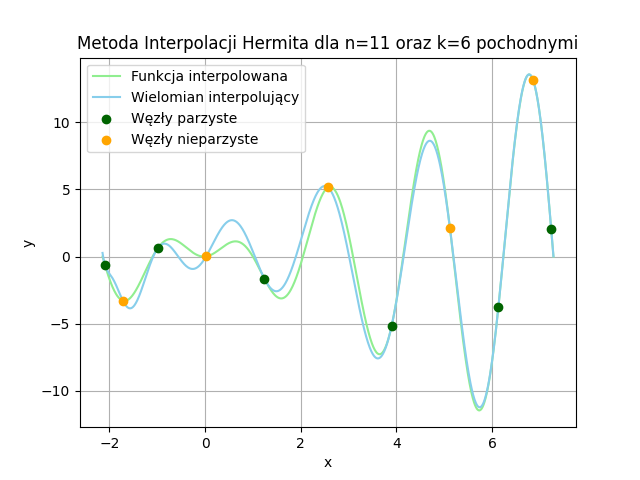 Metoda Interpolacji Hermita dla n=11 oraz k=6 pochodnymi
Funkcja interpolowana
Wielomian interpolujący
Węzły parzyste
Węzły nieparzyste
10
5
0
−5
−10
y
−2 0 2 4 6
x